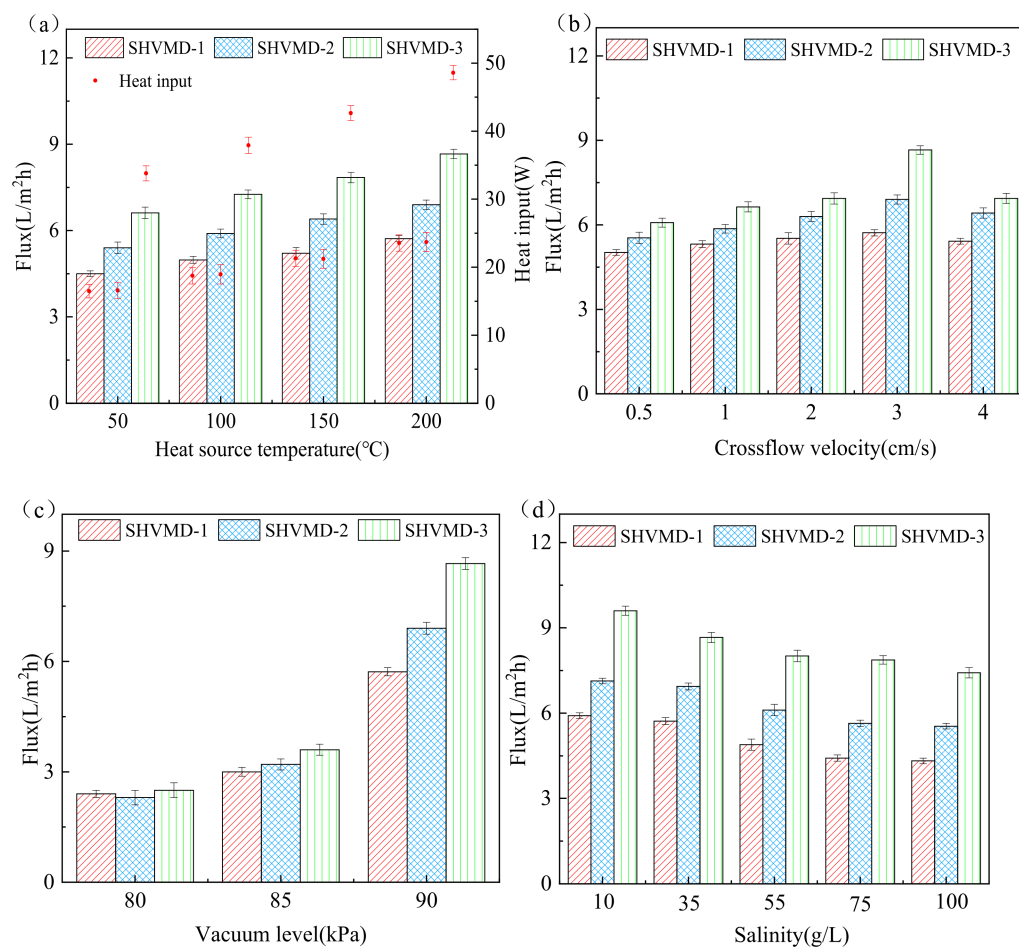 (a)
SHVMD-1 SHVMD-2 SHVMD-3
Heat input
12
9
6
3
0
Flux(L/m²h)
50
40
30
20
10
0
Heat input(W)
50 100 150 200
Heat source temperature(℃)
(b)
SHVMD-1 SHVMD-2 SHVMD-3
12
9
6
3
0
Flux(L/m²h)
0.5 1 2 3 4
Crossflow velocity(cm/s)
(c)
SHVMD-1 SHVMD-2 SHVMD-3
9
6
3
0
Flux(L/m²h)
80 85 90
Vacuum level(kPa)
(d)
SHVMD-1 SHVMD-2 SHVMD-3
12
9
6
3
0
Flux(L/m²h)
10 35 55 75 100
Salinity(g/L)